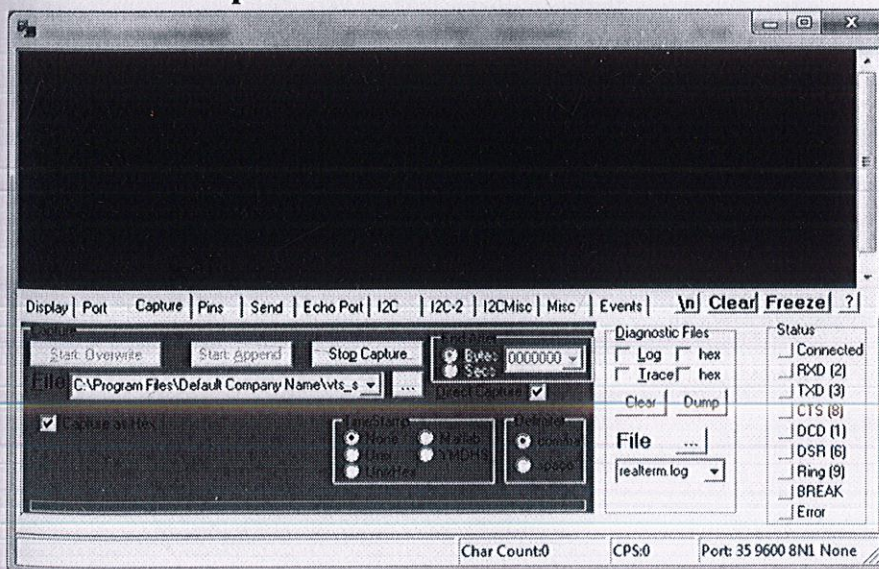 Display Port Capture Pins Send Echo Port I2C I2C-2 I2CMisc Misc Events \n Clear Freeze ?
Capture
Start: Overwrite Start: Append Stop Capture
End After
Bytes
Secs
0000000
File C:\Program Files\Default Company Name\vts_s ...
Direct Capture
Capture as Hex
TimeStamp
None Matlab
Unix YMDHS
UnixHex
Delimiter
comma
space
Diagnostic Files
Log hex
Trace hex
Clear Dump
File ...
realterm.log
Status
Connected
RXD (2)
TXD (3)
CTS (8)
DCD (1)
DSR (6)
Ring (9)
BREAK
Error
Char Count:0 CPS:0 Port: 35 9600 8N1 None